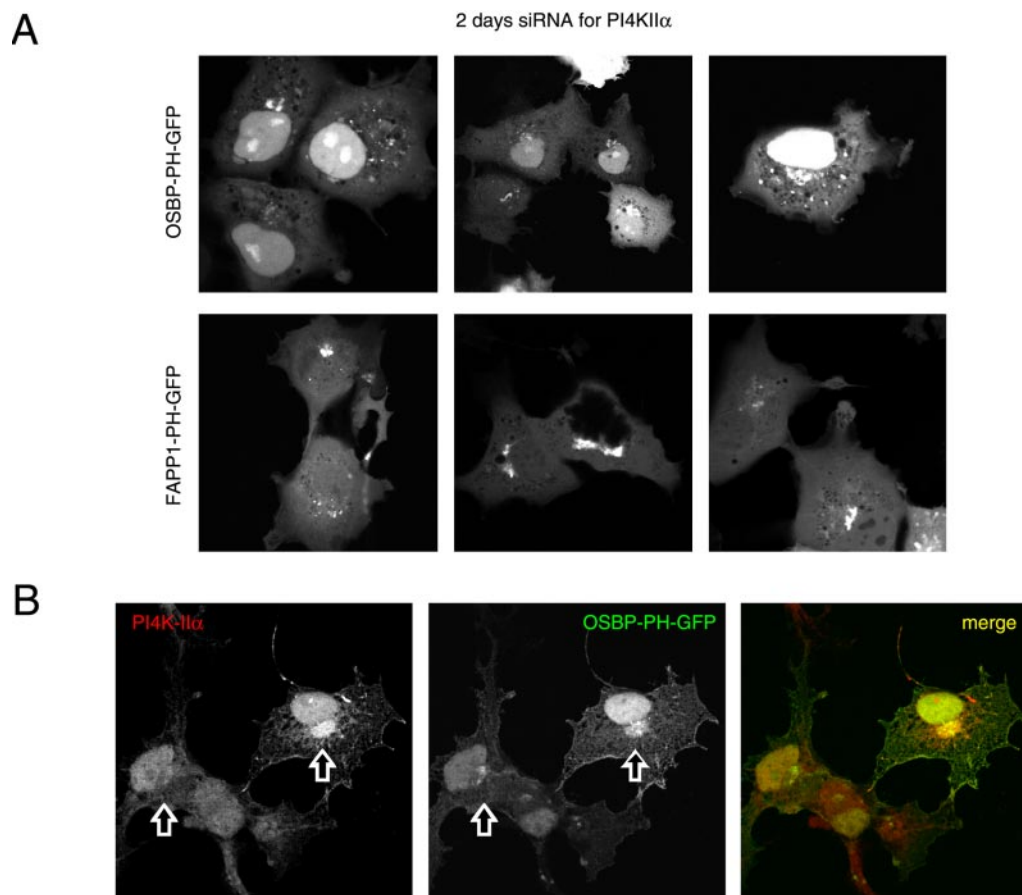 A
2 days siRNA for PI4KIIα
OSBP-PH-GFP
FAPP1-PH-GFP
B
PI4K-IIα
OSBP-PH-GFP
merge